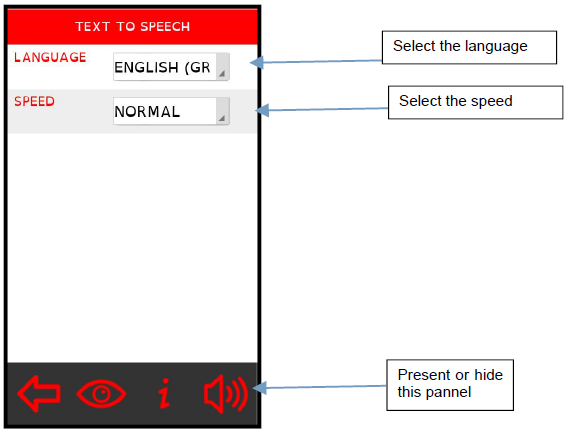 TEXT TO SPEECH
LANGUAGE
ENGLISH (GR
Select the language
SPEED
NORMAL
Select the speed
Present or hide
this pannel